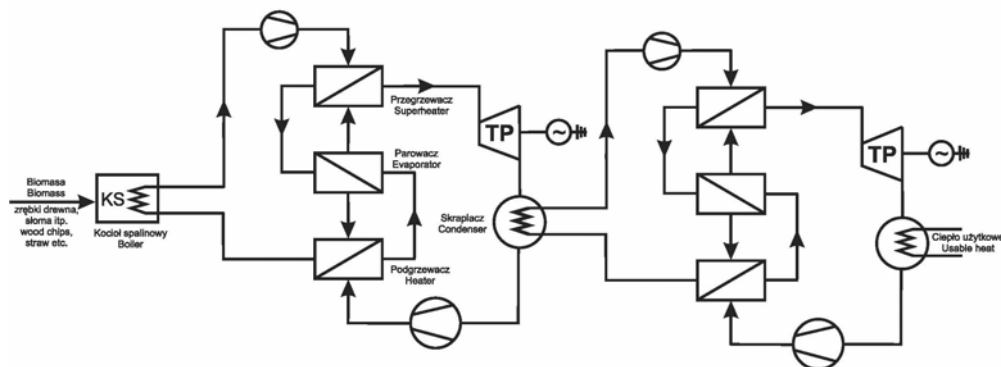 Przegrzewacz
Superheater
TP
~
Parowacz
Evaporator
Biomasa
Biomass
zrębki drewna,
słoma itp.
wood chips,
straw etc.
KS
Kocioł spalinowy
Boiler
Skraplacz
Condenser
Podgrzewacz
Heater
TP
~
Ciepło użytkowe
Usable heat